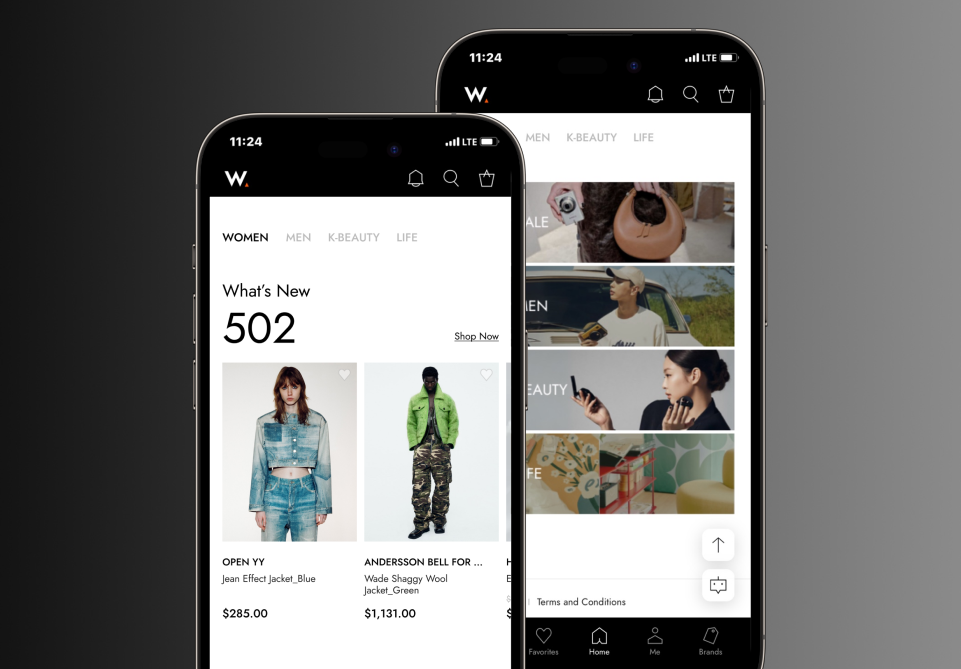 11:24
LTE
W.
WOMEN MEN K-BEAUTY LIFE
What's New
502
Shop Now
OPEN YY
Jean Effect Jacket_Blue
$285.00
ANDERSSON BELL FOR ...
Wade Shaggy Wool
Jacket_Green
$1,131.00
H
E
$
11:24
LTE
W.
MEN K-BEAUTY LIFE
ALE
EN
EAUTY
FE
| Terms and Conditions
Favorites Home Me Brands